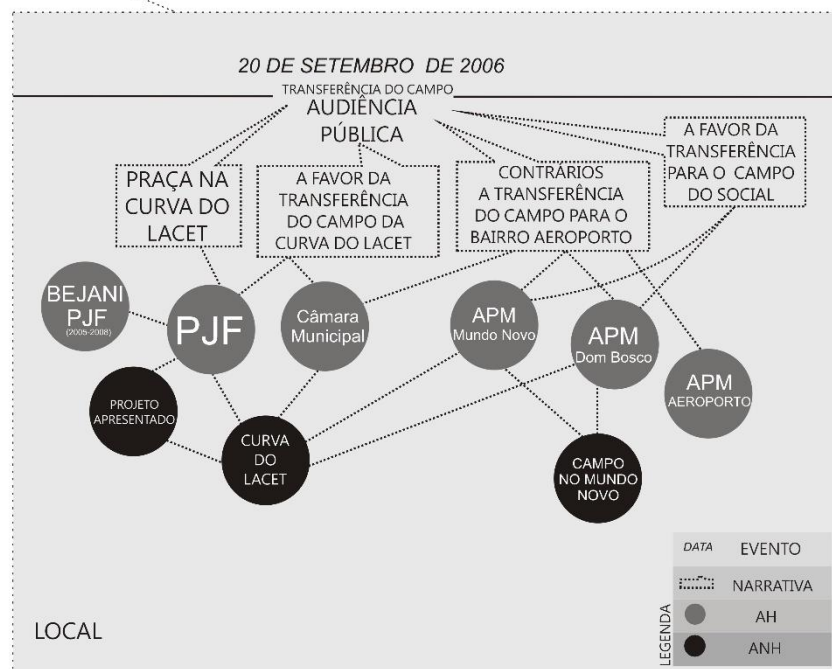 20 DE SETEMBRO DE 2006
TRANSFERÊNCIA DO CAMPO
AUDIÊNCIA
PÚBLICA
PRAÇA NA
CURVA DO
LACET
A FAVOR DA
TRANSFERÊNCIA
DO CAMPO DA
CURVA DO LACET
CONTRÁRIOS
A TRANSFERÊNCIA
DO CAMPO PARA O
BAIRRO AEROPORTO
A FAVOR DA
TRANSFERÊNCIA
PARA O CAMPO
DO SOCIAL
BEJANI
PJF
(2005-2008)
PJF
Câmara
Municipal
APM
Mundo Novo
APM
Dom Bosco
APM
AEROPORTO
PROJETO
APRESENTADO
CURVA
DO
LACET
CAMPO
NO MUNDO
NOVO
LOCAL
LEGENDA
DATA EVENTO
NARRATIVA
AH
ANH